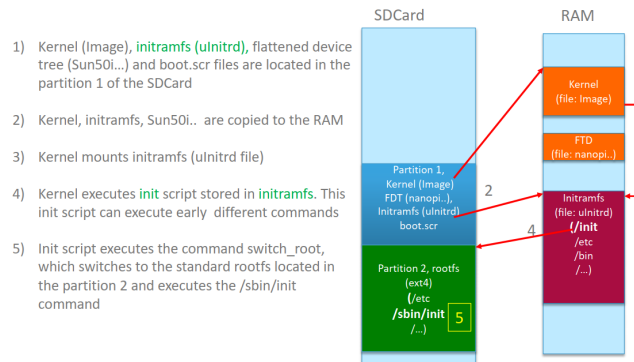 SDCard
RAM
1) Kernel (Image), initramfs (uInitrd), flattened device
tree (Sun50i...) and boot.scr files are located in the
partition 1 of the SDCard
2) Kernel, initramfs, Sun50i.. are copied to the RAM
3) Kernel mounts initramfs (uInitrd file)
4) Kernel executes init script stored in initramfs. This
init script can execute early different commands
5) Init script executes the command switch_root,
which switches to the standard rootfs located in
the partition 2 and executes the /sbin/init
command
Partition 1,
Kernel (Image)
FDT (nanopi..),
Initramfs (uInitrd)
boot.scr
Partition 2, rootfs
(ext4)
(/etc
/sbin/init
/...)
5
2
4
Kernel
(file: Image)
FTD
(file: nanopi..)
Initramfs
(file: uInitrd)
(/init
/etc
/bin
/...)